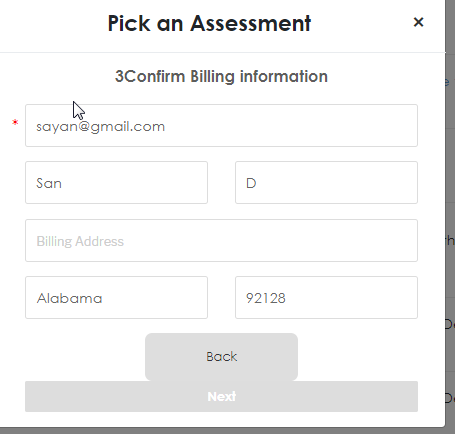 Pick an Assessment ×
3Confirm Billing information
* sayan@gmail.com
San D
Billing Address
Alabama 92128
Back
Next